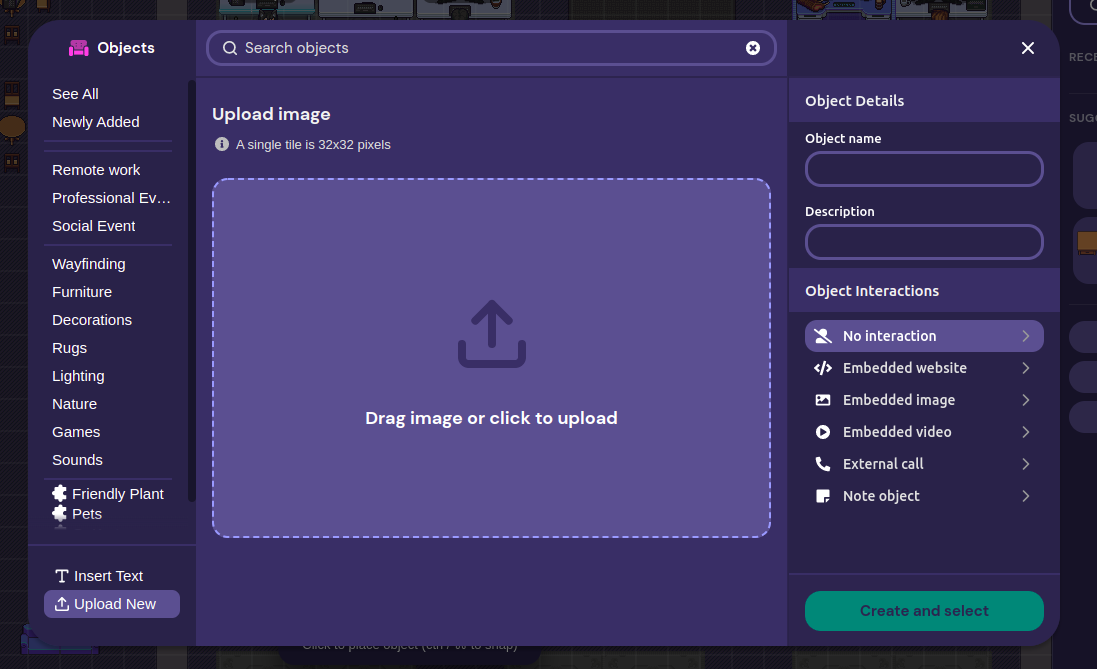 Objects
Search objects
See All
Newly Added
Remote work
Professional Ev…
Social Event
Wayfinding
Furniture
Decorations
Rugs
Lighting
Nature
Games
Sounds
Friendly Plant
Pets
Insert Text
Upload New
Upload image
A single tile is 32x32 pixels
Drag image or click to upload
Object Details
Object name
Description
Object Interactions
No interaction
Embedded website
Embedded image
Embedded video
External call
Note object
Create and select
Click to place object (ctrl / ⌘ to snap)
RECE
SUGG